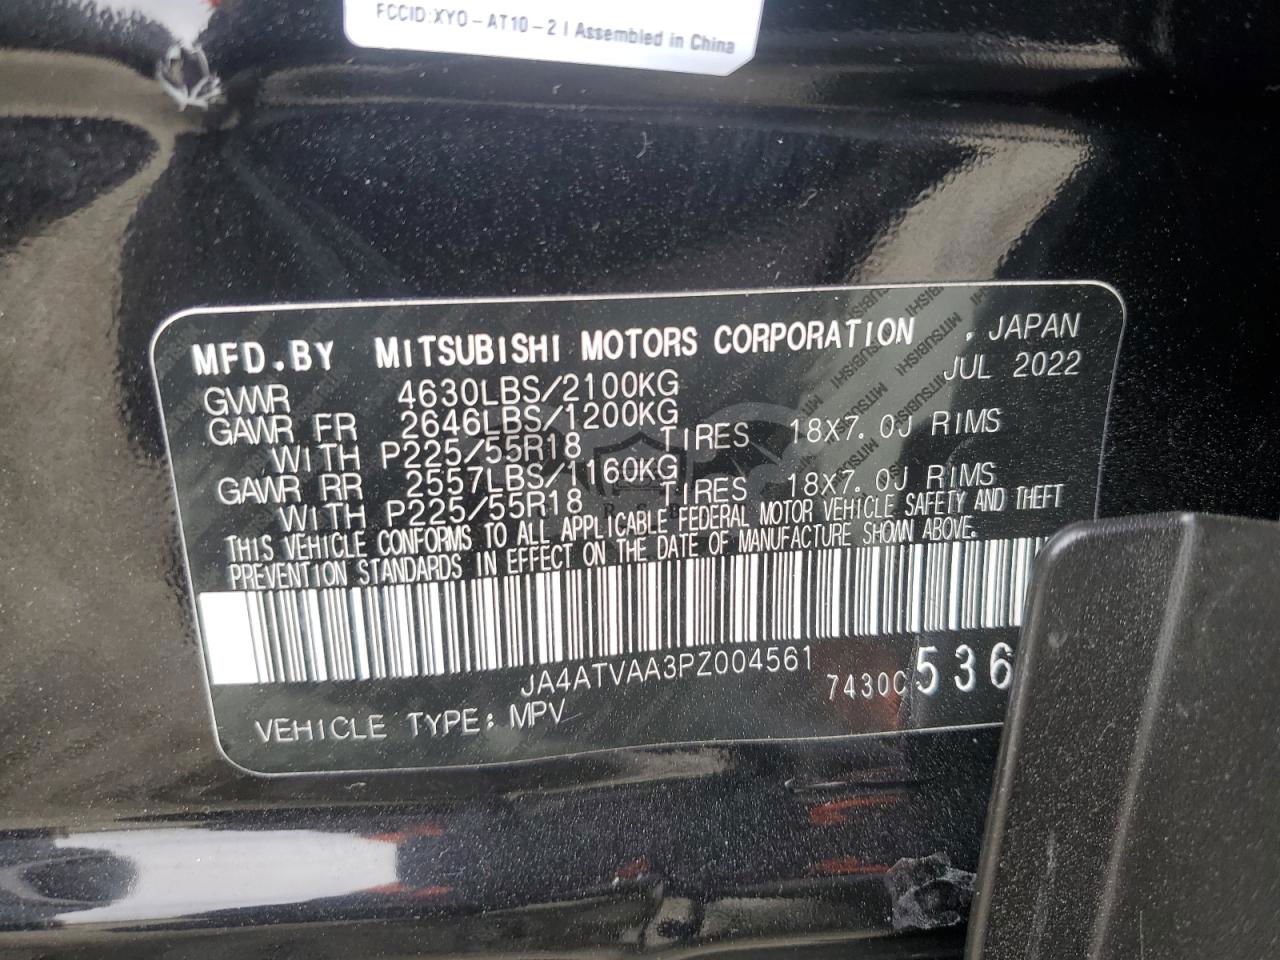 FCCID:XYO-AT10-2 | Assembled in China
MFD.BY MITSUBISHI MOTORS CORPORATION , JAPAN
JUL 2022
GVWR 4630LBS/2100KG
GAWR FR 2646LBS/1200KG
WITH P225/55R18 TIRES 18X7.0J RIMS
GAWR RR 2557LBS/1160KG
WITH P225/55R18 TIRES 18X7.0J RIMS
THIS VEHICLE CONFORMS TO ALL APPLICABLE FEDERAL MOTOR VEHICLE SAFETY AND THEFT
PREVENTION STANDARDS IN EFFECT ON THE DATE OF MANUFACTURE SHOWN ABOVE.
JA4ATVAA3PZ004561
7430C536
VEHICLE TYPE: MPV